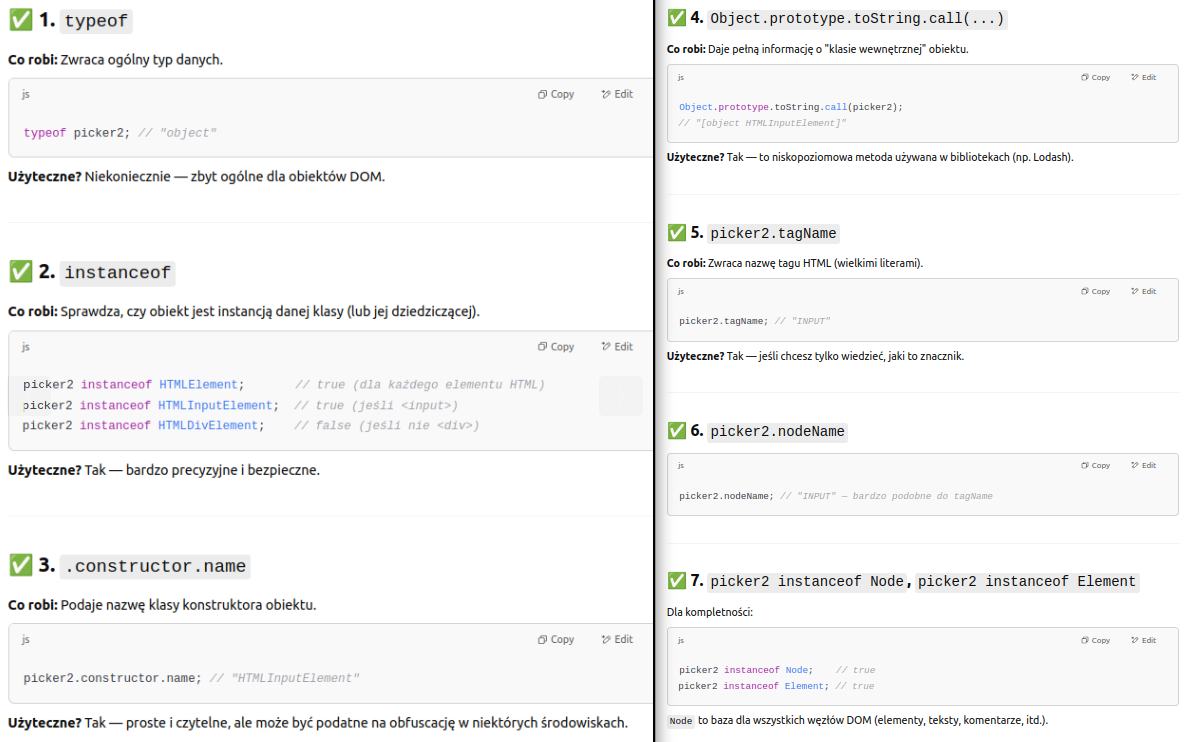 ✅ 1. typeof
Co robi: Zwraca ogólny typ danych.
js Copy Edit
typeof picker2; // "object"
Użyteczne? Niekoniecznie — zbyt ogólne dla obiektów DOM.
✅ 2. instanceof
Co robi: Sprawdza, czy obiekt jest instancją danej klasy (lub jej dziedziczącej).
js Copy Edit
picker2 instanceof HTMLElement; // true (dla każdego elementu HTML)
picker2 instanceof HTMLInputElement; // true (jeśli <input>)
picker2 instanceof HTMLDivElement; // false (jeśli nie <div>)
Użyteczne? Tak — bardzo precyzyjne i bezpieczne.
✅ 3. .constructor.name
Co robi: Podaje nazwę klasy konstruktora obiektu.
js Copy Edit
picker2.constructor.name; // "HTMLInputElement"
Użyteczne? Tak — proste i czytelne, ale może być podatne na obfuscację w niektórych środowiskach.
✅ 4. Object.prototype.toString.call(...)
Co robi: Daje pełną informację o "klasie wewnętrznej" obiektu.
js Copy Edit
Object.prototype.toString.call(picker2);
// "[object HTMLInputElement]"
Użyteczne? Tak — to niskopoziomowa metoda używana w bibliotekach (np. Lodash).
✅ 5. picker2.tagName
Co robi: Zwraca nazwę tagu HTML (wielkimi literami).
js Copy Edit
picker2.tagName; // "INPUT"
Użyteczne? Tak — jeśli chcesz tylko wiedzieć, jaki to znacznik.
✅ 6. picker2.nodeName
js Copy Edit
picker2.nodeName; // "INPUT" — bardzo podobne do tagName
✅ 7. picker2 instanceof Node, picker2 instanceof Element
Dla kompletności:
js Copy Edit
picker2 instanceof Node; // true
picker2 instanceof Element; // true
Node to baza dla wszystkich węzłów DOM (elementy, teksty, komentarze, itd.).